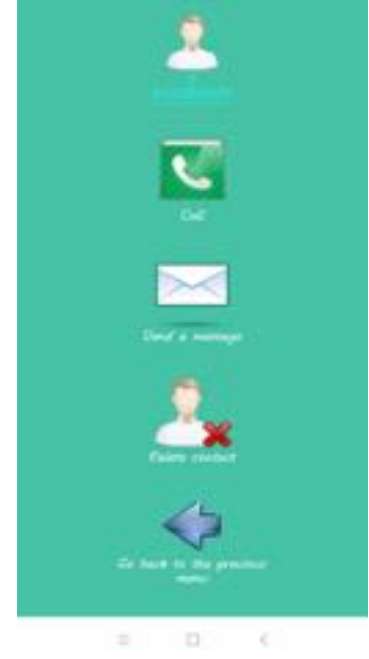 Call
Send a message
Delete contact
Go back to the previous
menu